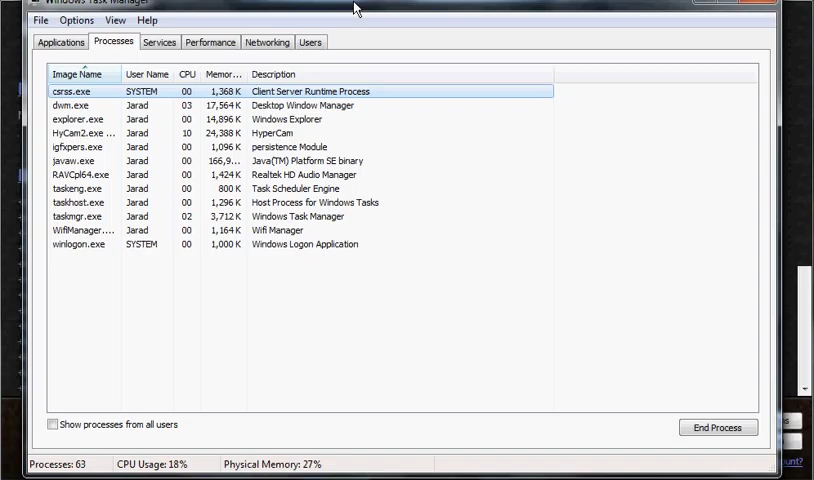 Windows Task Manager
File Options View Help
Applications Processes Services Performance Networking Users
Image Name User Name CPU Memor... Description
csrss.exe SYSTEM 00 1,368 K Client Server Runtime Process
dwm.exe Jarad 03 17,564 K Desktop Window Manager
explorer.exe Jarad 00 14,896 K Windows Explorer
HyCam2.exe ... Jarad 10 24,388 K HyperCam
igfxpers.exe Jarad 00 1,096 K persistence Module
javaw.exe Jarad 00 166,9... Java(TM) Platform SE binary
RAVCpl64.exe Jarad 00 1,424 K Realtek HD Audio Manager
taskeng.exe Jarad 00 800 K Task Scheduler Engine
taskhost.exe Jarad 00 1,296 K Host Process for Windows Tasks
taskmgr.exe Jarad 02 3,712 K Windows Task Manager
WifiManager.... Jarad 00 1,164 K Wifi Manager
winlogon.exe SYSTEM 00 1,000 K Windows Logon Application
Show processes from all users
End Process
Processes: 63 CPU Usage: 18% Physical Memory: 27%
ount?